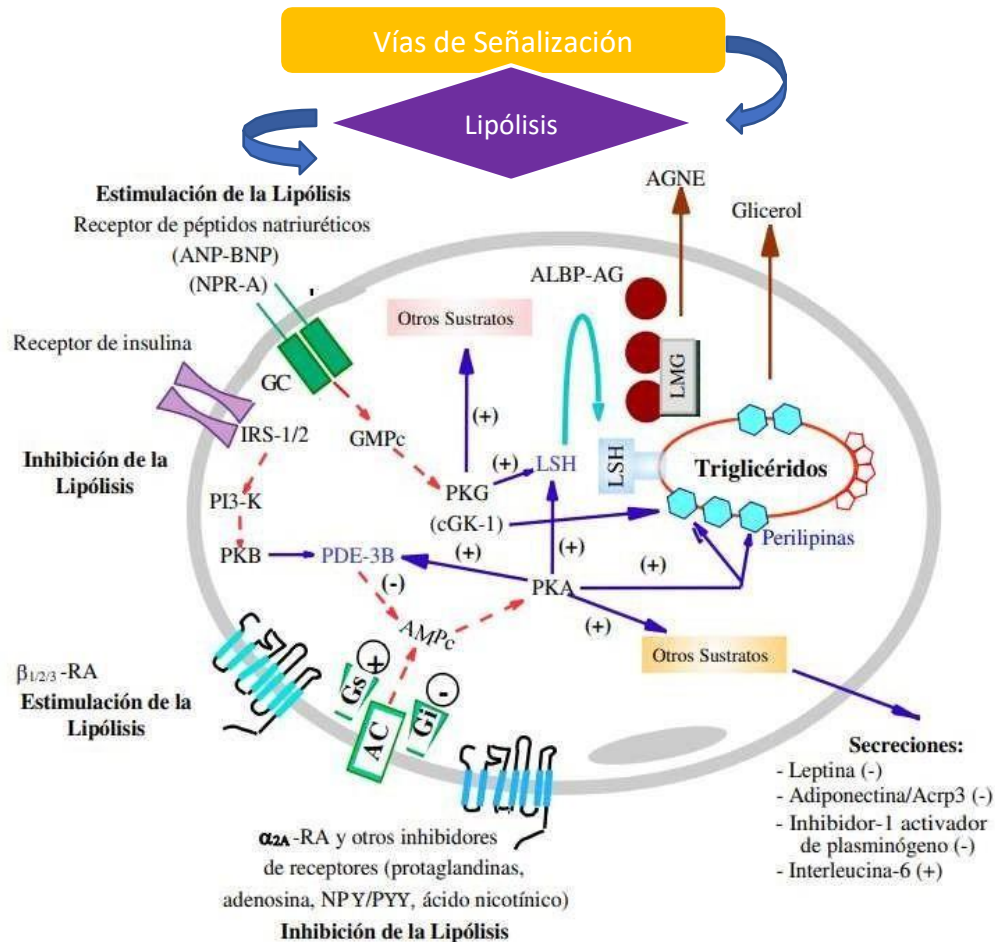 Vías de Señalización
Lipólisis
Estimulación de la Lipólisis
Receptor de péptidos natriuréticos
(ANP-BNP)
(NPR-A)
AGNE
Glicerol
ALBP-AG
Otros Sustratos
LMG
Receptor de insulina
GC
IRS-1/2
GMPc
(+)
(+)
LSH
LSH
Triglicéridos
Inhibición de la
Lipólisis
PI3-K
PKG
(cGK-1)
Perilipinas
PKB
PDE-3B
(+)
(+)
(+)
(-)
PKA
(+)
AMPc
Otros Sustratos
β1/2/3-RA
Estimulación de la
Lipólisis
Gs
+
AC
Gi
-
Secreciones:
- Leptina (-)
- Adiponectina/Acrp3 (-)
- Inhibidor-1 activador
de plasminógeno (-)
- Interleucina-6 (+)
α2A-RA y otros inhibidores
de receptores (protaglandinas,
adenosina, NPY/PYY, ácido nicotínico)
Inhibición de la Lipólisis